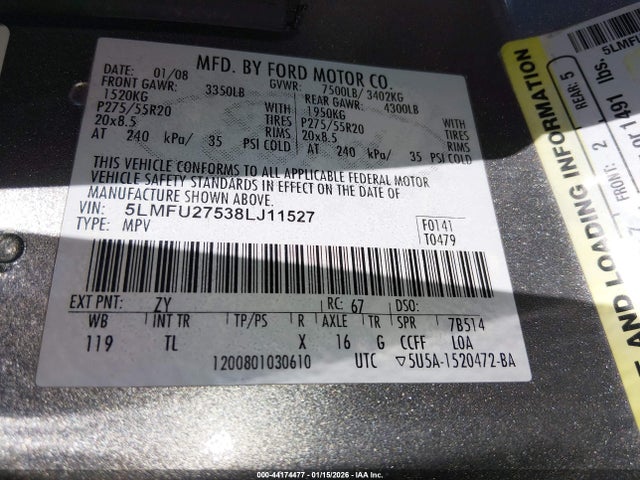 MFD. BY FORD MOTOR CO.
DATE: 01/08 GVWR: 7500LB/ 3402KG
FRONT GAWR: 3350LB REAR GAWR: 4300LB
1520KG WITH 1950KG WITH
P275/55R20 TIRES P275/55R20 TIRES
20x8.5 RIMS 20x8.5 RIMS
AT 240 kPa/ 35 PSI COLD AT 240 kPa/ 35 PSI COLD
THIS VEHICLE CONFORMS TO ALL APPLICABLE FEDERAL MOTOR
VEHICLE SAFETY STANDARDS IN EFFECT ON THE DATE OF
MANUFACTURE SHOWN ABOVE.
VIN: 5LMFU27538LJ11527
TYPE: MPV
F0141
T0479
EXT PNT: ZY RC: 67 DSO:
WB INT TR TP/PS R AXLE TR SPR 7B514
119 TL X 16 G CCFF LOA
1200801030610 UTC ▽5U5A-1520472-BA
5LMFU
AND LOADING INFORMATION
REAR: 5
FRONT: 2
lbs.
000-44174477 - 01/15/2026 - IAA Inc.